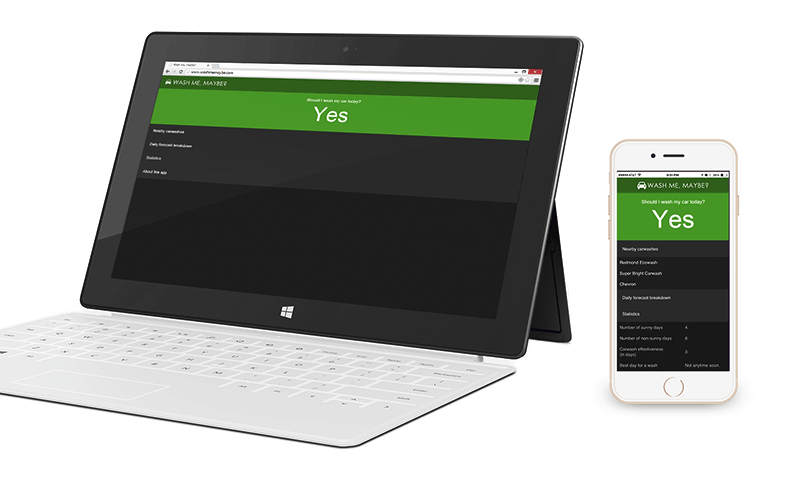 Wash me, maybe?
www.washmemaybe.com
WASH ME, MAYBE?
Should I wash my car today?
Yes
Nearby carwashes
Daily forecast breakdown
Statistics
About this app
WASH ME, MAYBE?
Should I wash my car today?
Yes
Nearby carwashes
Redmond Ecowash
Super Bright Carwash
Chevron
Daily forecast breakdown
Statistics
Number of sunny days 4
Number of non-sunny days 6
Carwash effectiveness
(in days) 3
Best day for a wash Not anytime soon